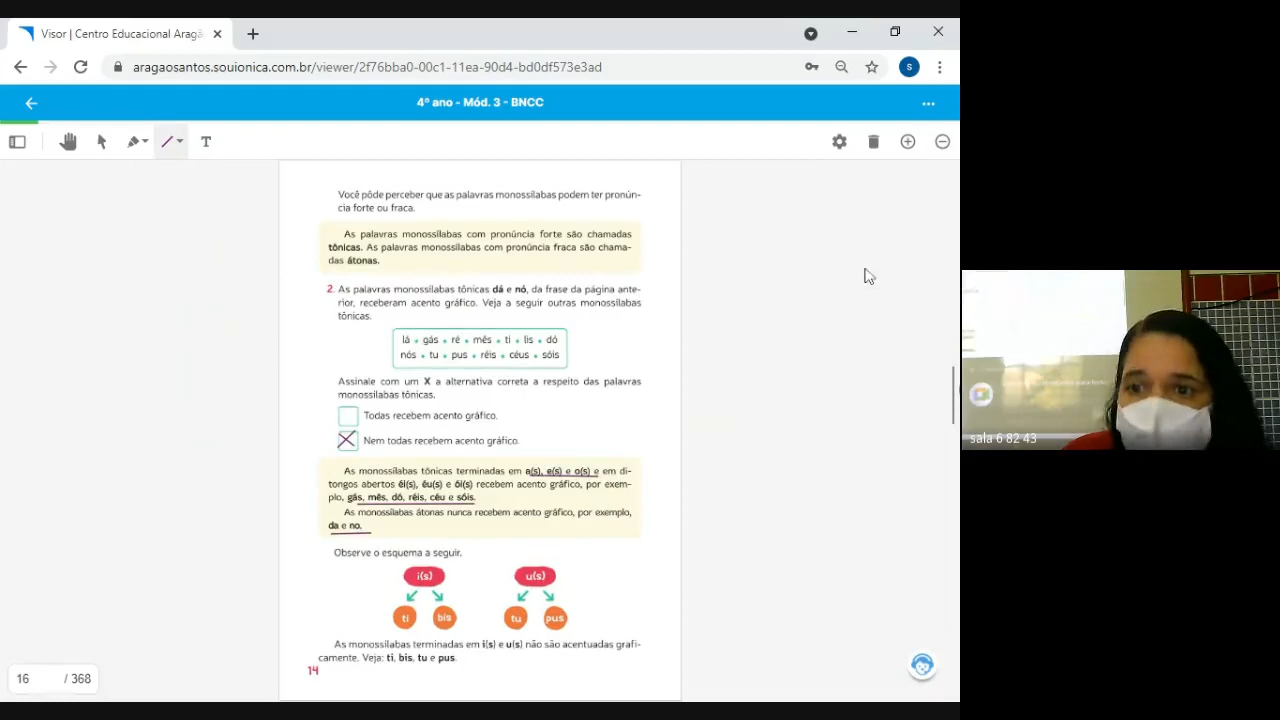 Visor | Centro Educacional Aragã
aragaosantos.souionica.com.br/viewer/2f76bba0-00c1-11ea-90d4-bd0df573e3ad
s
4º ano - Mód. 3 - BNCC
T
Você pôde perceber que as palavras monossílabas podem ter pronún-
cia forte ou fraca.
As palavras monossílabas com pronúncia forte são chamadas
tônicas. As palavras monossílabas com pronúncia fraca são chama-
das átonas.
2. As palavras monossílabas tônicas dá e nó, da frase da página ante-
rior, receberam acento gráfico. Veja a seguir outras monossílabas
tônicas.
lá • gás • ré • mês • ti • lis • dó
nós • tu • pus • réis • céus • sóis
Assinale com um X a alternativa correta a respeito das palavras
monossílabas tônicas.
Todas recebem acento gráfico.
X Nem todas recebem acento gráfico.
As monossílabas tônicas terminadas em a(s), e(s) e o(s) e em di-
tongos abertos éi(s), éu(s) e ói(s) recebem acento gráfico, por exem-
plo, gás, mês, dó, réis, céu e sóis.
As monossílabas átonas nunca recebem acento gráfico, por exemplo,
da e no.
Observe o esquema a seguir.
i(s) u(s)
ti bis tu pus
As monossílabas terminadas em i(s) e u(s) não são acentuadas grafi-
camente. Veja: ti, bis, tu e pus.
14
16 / 368
sala 6 82 43